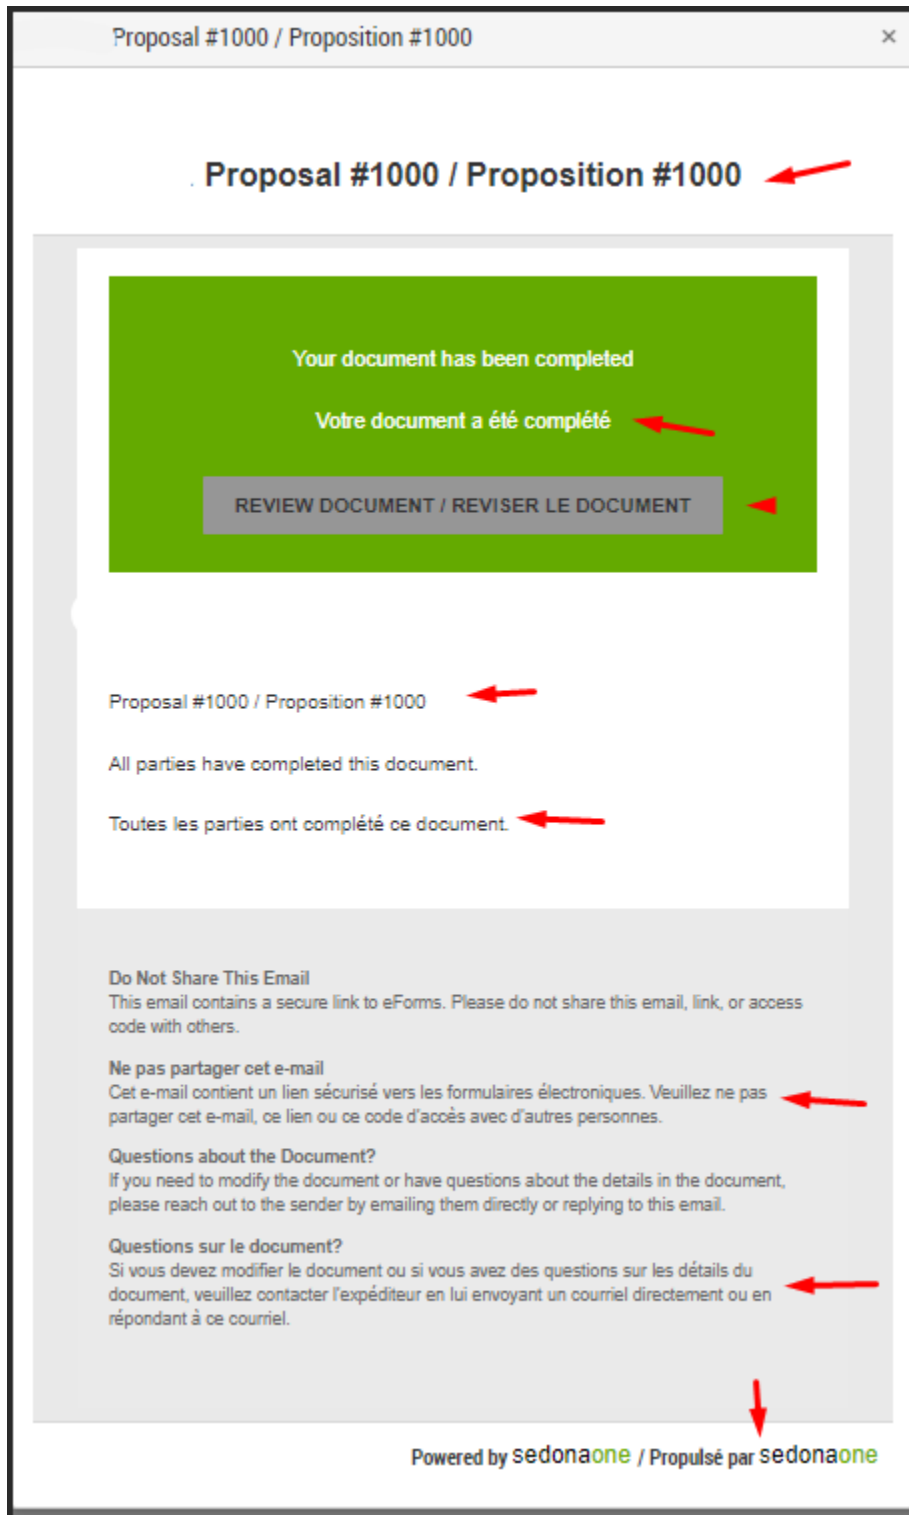 Proposal #1000 / Proposition #1000
×
Proposal #1000 / Proposition #1000
Your document has been completed
Votre document a été complété
REVIEW DOCUMENT / REVISER LE DOCUMENT
Proposal #1000 / Proposition #1000
All parties have completed this document.
Toutes les parties ont complété ce document.
Do Not Share This Email
This email contains a secure link to eForms. Please do not share this email, link, or access
code with others.
Ne pas partager cet e-mail
Cet e-mail contient un lien sécurisé vers les formulaires électroniques. Veuillez ne pas
partager cet e-mail, ce lien ou ce code d'accès avec d'autres personnes.
Questions about the Document?
If you need to modify the document or have questions about the details in the document,
please reach out to the sender by emailing them directly or replying to this email.
Questions sur le document?
Si vous devez modifier le document ou si vous avez des questions sur les détails du
document, veuillez contacter l'expéditeur en lui envoyant un courriel directement ou en
répondant à ce courriel.
Powered by sedonaone / Propulsé par sedonaone